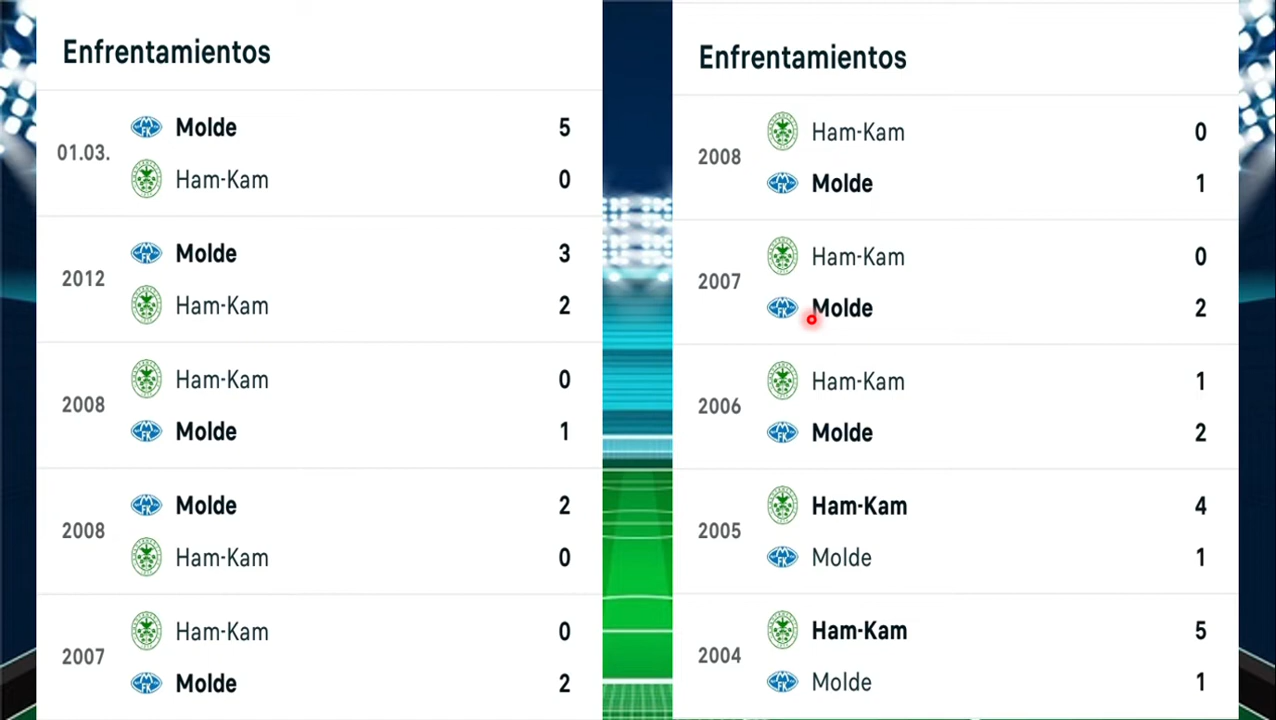 Enfrentamientos
01.03.
Molde 5
Ham-Kam 0
2012
Molde 3
Ham-Kam 2
2008
Ham-Kam 0
Molde 1
2008
Molde 2
Ham-Kam 0
2007
Ham-Kam 0
Molde 2
Enfrentamientos
2008
Ham-Kam 0
Molde 1
2007
Ham-Kam 0
Molde 2
2006
Ham-Kam 1
Molde 2
2005
Ham-Kam 4
Molde 1
2004
Ham-Kam 5
Molde 1